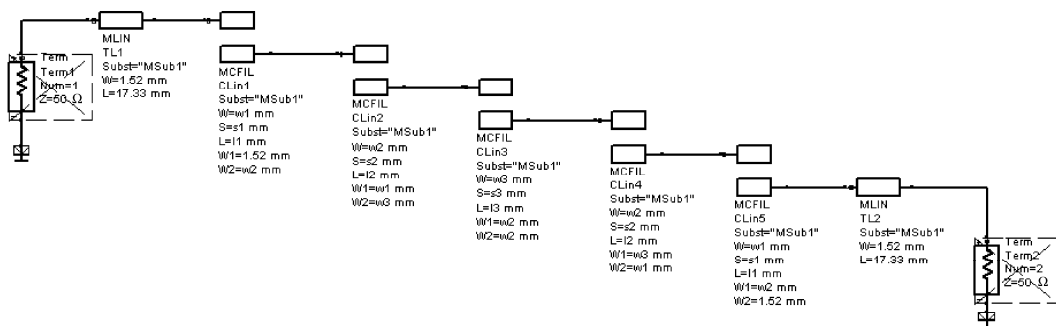 Term
Term1
Num=1
Z=50 Ω
MLIN
TL1
Subst="MSub1"
W=1.52 mm
L=17.33 mm
MCFIL
CLin1
Subst="MSub1"
W=w1 mm
S=s1 mm
L=l1 mm
W1=1.52 mm
W2=w2 mm
MCFIL
CLin2
Subst="MSub1"
W=w2 mm
S=s2 mm
L=l2 mm
W1=w1 mm
W2=w3 mm
MCFIL
CLin3
Subst="MSub1"
W=w3 mm
S=s3 mm
L=l3 mm
W1=w2 mm
W2=w2 mm
MCFIL
CLin4
Subst="MSub1"
W=w2 mm
S=s2 mm
L=l2 mm
W1=w3 mm
W2=w1 mm
MCFIL
CLin5
Subst="MSub1"
W=w1 mm
S=s1 mm
L=l1 mm
W1=w2 mm
W2=1.52 mm
MLIN
TL2
Subst="MSub1"
W=1.52 mm
L=17.33 mm
Term
Term2
Num=2
Z=50 Ω